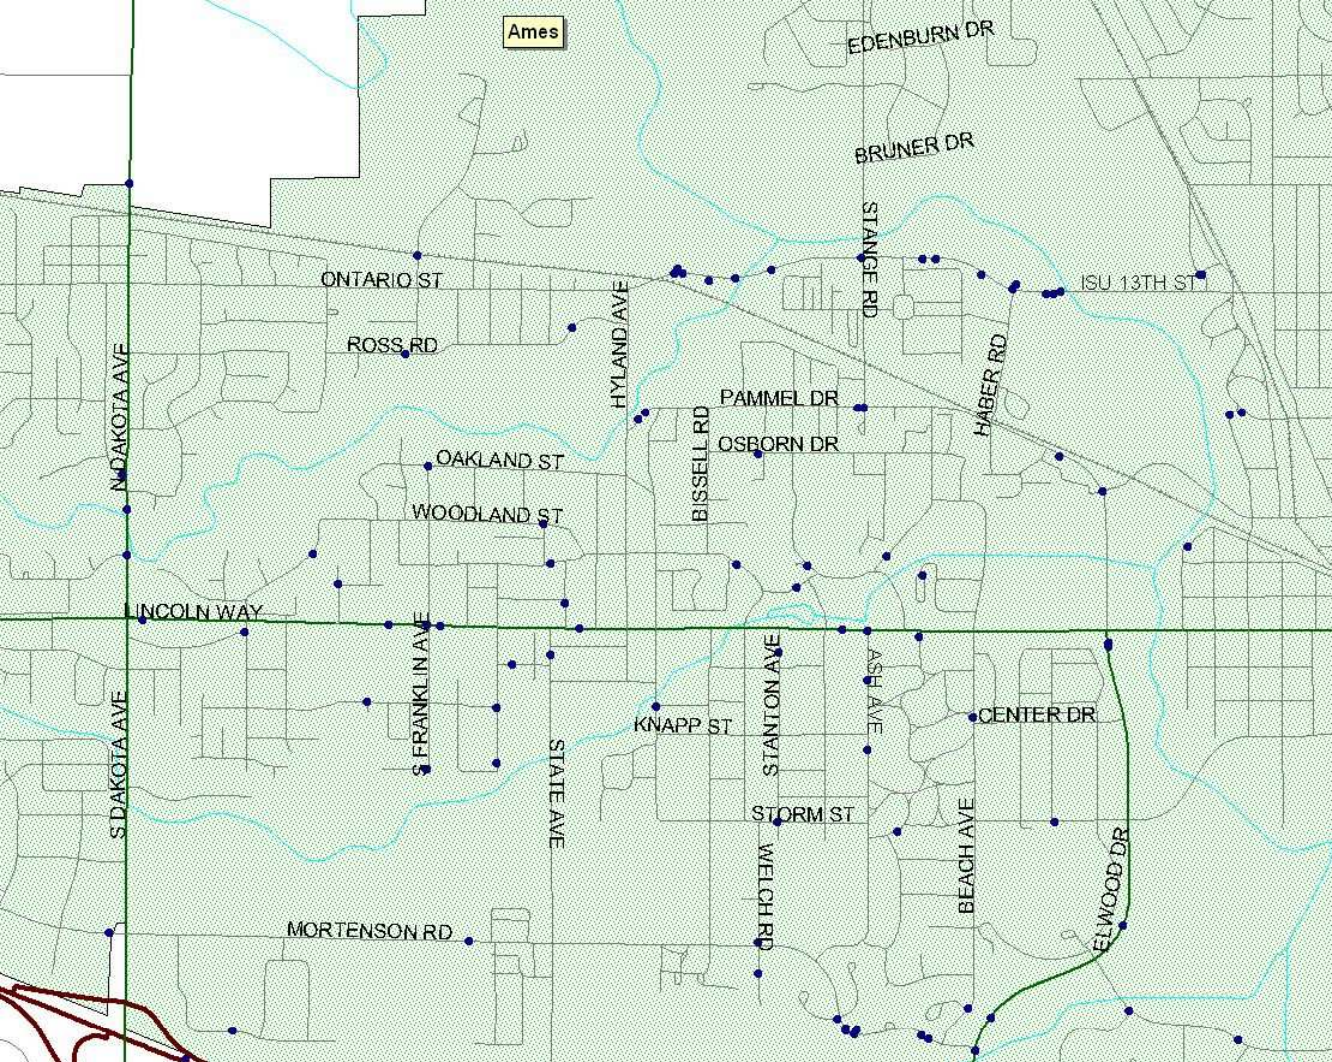 Ames
EDENBURN DR
BRUNER DR
STANGE RD
ONTARIO ST
ISU 13TH ST
HYLAND AVE
ROSS RD
N DAKOTA AVE
HABER RD
PAMMEL DR
BISSELL RD
OSBORN DR
OAKLAND ST
WOODLAND ST
LINCOLN WAY
S FRANKLIN AVE
STANTON AVE
ASH AVE
S DAKOTA AVE
KNAPP ST
CENTER DR
STATE AVE
STORM ST
BEACH AVE
WELCH RD
ELWOOD DR
MORTENSON RD